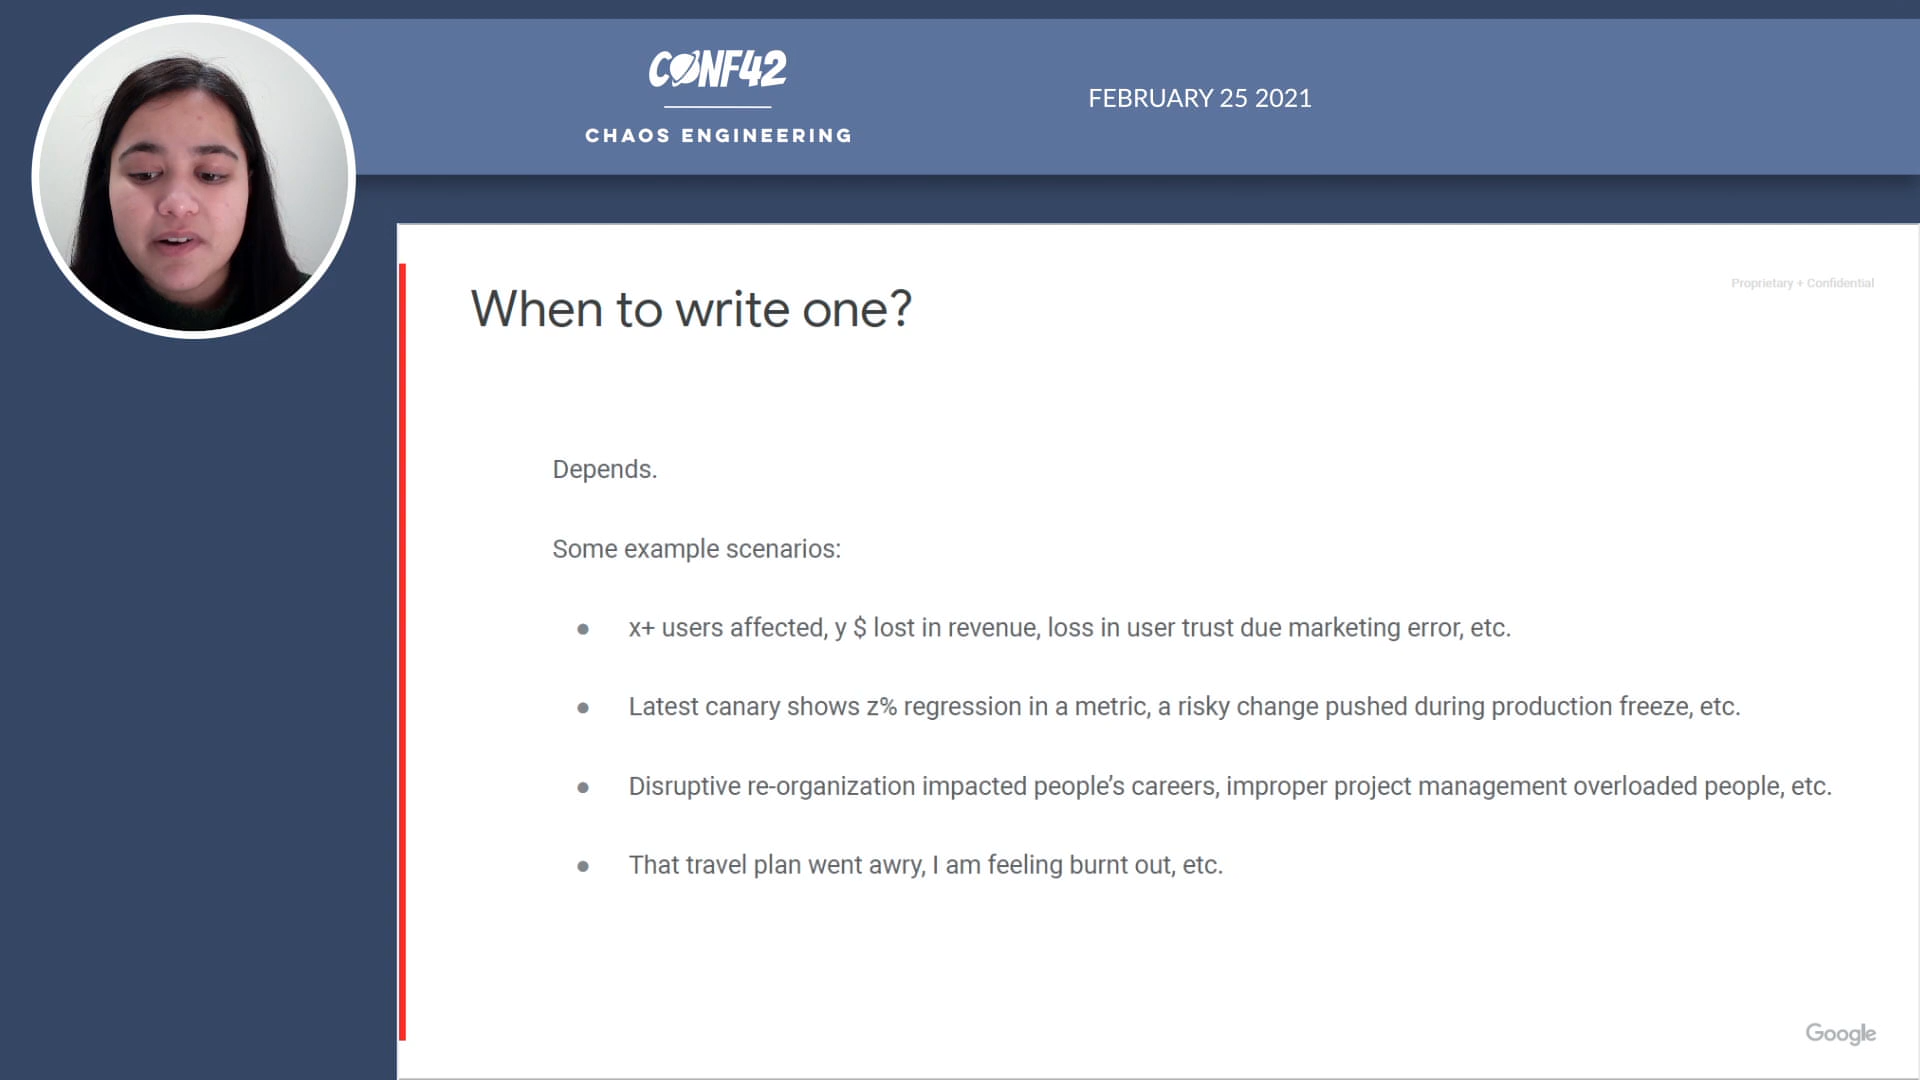 CONF42
CHAOS ENGINEERING
FEBRUARY 25 2021
Proprietary + Confidential
When to write one?
Depends.
Some example scenarios:
● x+ users affected, y $ lost in revenue, loss in user trust due marketing error, etc.
● Latest canary shows z% regression in a metric, a risky change pushed during production freeze, etc.
● Disruptive re-organization impacted people’s careers, improper project management overloaded people, etc.
● That travel plan went awry, I am feeling burnt out, etc.
Google